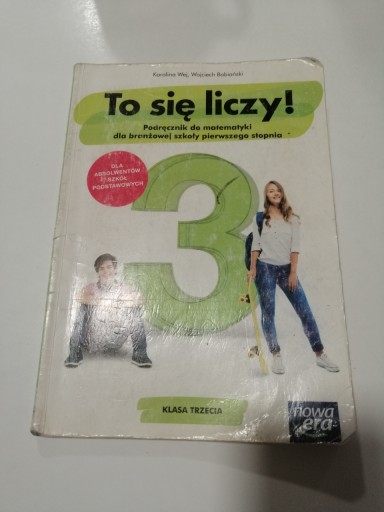 Karolina Wej, Wojciech Babiański
To się liczy!
Podręcznik do matematyki
dla branżowej szkoły pierwszego stopnia
DLA
ABSOLWENTÓW
SZKÓŁ
PODSTAWOWYCH
3
KLASA TRZECIA
nowa
era